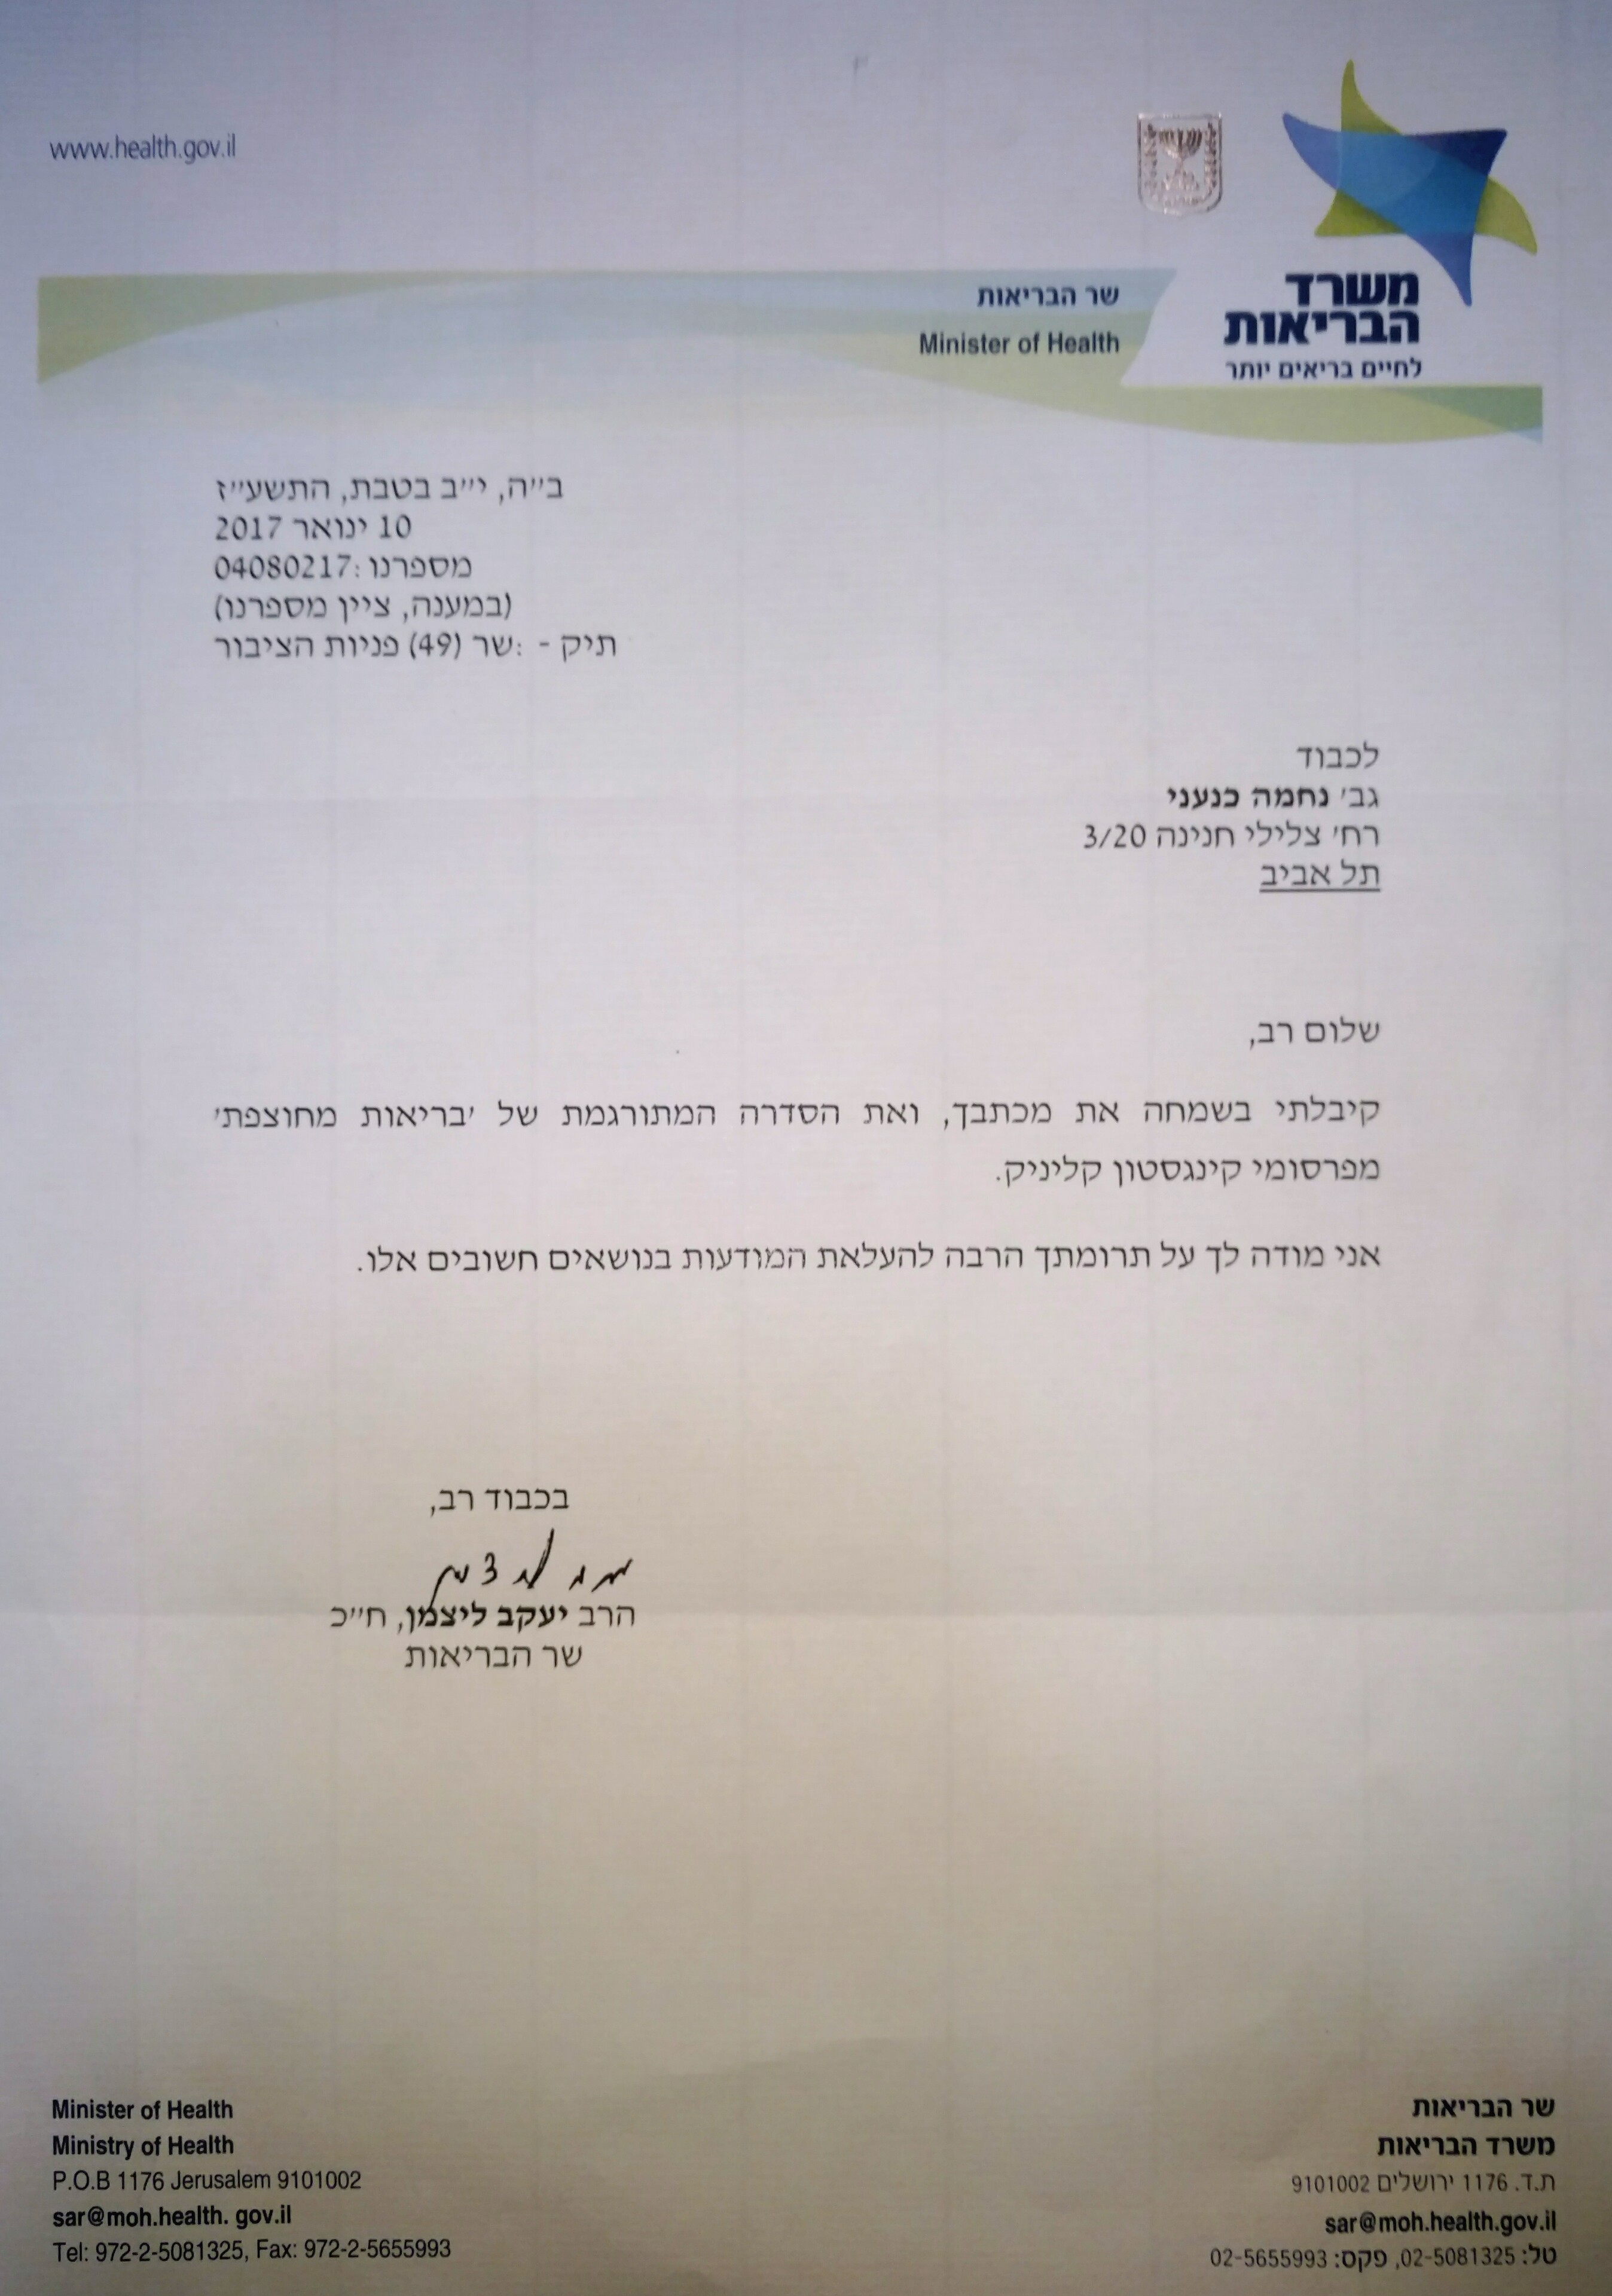 www.health.gov.il
משרד
הבריאות
לחיים בריאים יותר
שר הבריאות
Minister of Health
ב״ה, י״ב בטבת, התשע״ז
10 ינואר 2017
מספרנו :04080217
(במענה, ציין מספרנו)
תיק - :שר (49) פניות הציבור
לכבוד
גב׳ נחמה כנעני
רח׳ צלילי חנינה 3/20
תל אביב
שלום רב,
קיבלתי בשמחה את מכתבך, ואת הסדרה המתורגמת של ׳בריאות מחוצפת׳
מפרסומי קינגסטון קליניק.
אני מודה לך על תרומתך הרבה להעלאת המודעות בנושאים חשובים אלו.
בכבוד רב,
הרב יעקב ליצמן, ח״כ
שר הבריאות
שר הבריאות
משרד הבריאות
ת.ד. 1176 ירושלים 9101002
sar@moh.health.gov.il
טל: 02-5081325, פקס: 02-5655993
Minister of Health
Ministry of Health
P.O.B 1176 Jerusalem 9101002
sar@moh.health. gov.il
Tel: 972-2-5081325, Fax: 972-2-5655993